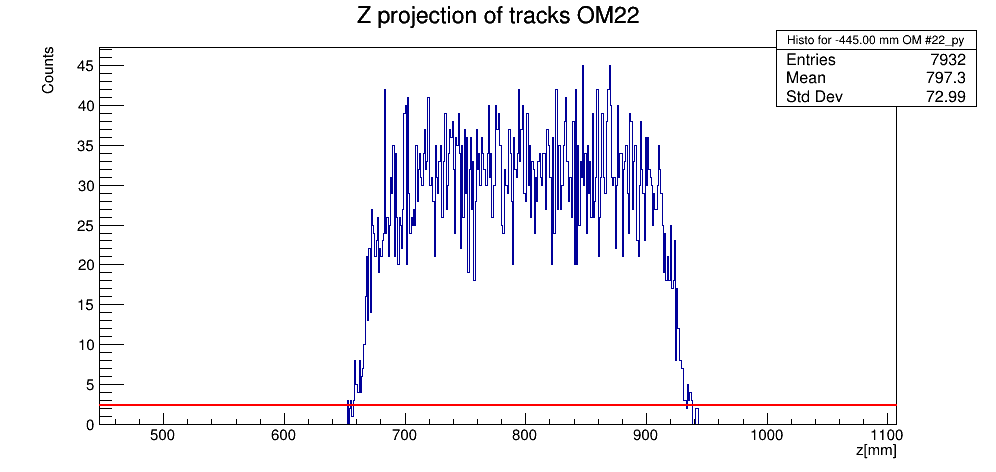 Z projection of tracks OM22
Histo for -445.00 mm OM #22_py
Entries 7932
Mean 797.3
Std Dev 72.99
Counts
45
40
35
30
25
20
15
10
5
0
500 600 700 800 900 1000 1100
z[mm]